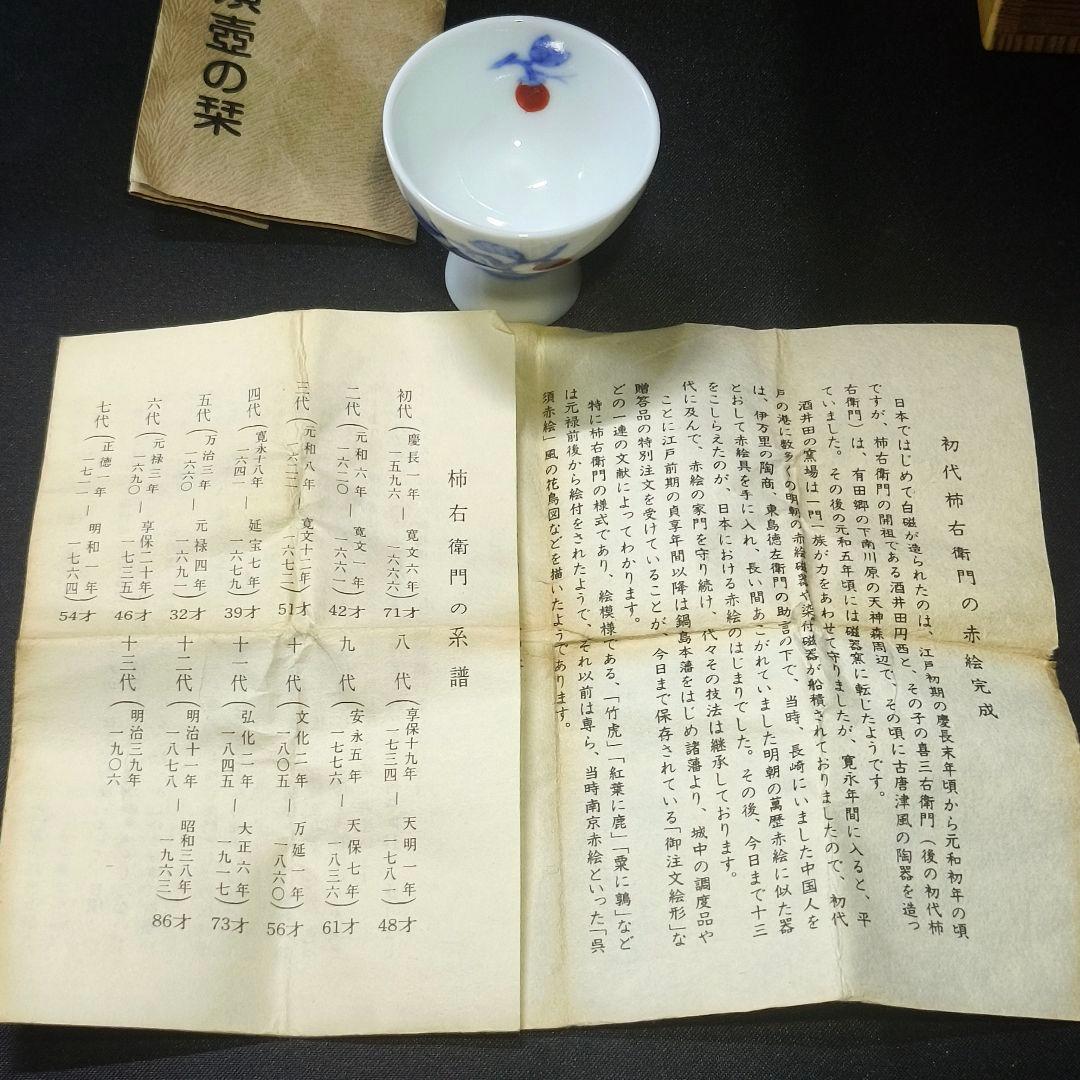 壺の栞
初代柿右衛門の赤絵完成
日本ではじめて白磁が造られたのは、江戸初期の慶長末年頃から元和初年の頃
ですが、柿右衛門の開祖である酒井田円西と、その子の喜三右衛門(後の初代柿
右衛門)は、有田郷の下南川原の天神森周辺で、その頃に古唐津風の陶器を造っ
ていました。その後の元和五年頃には磁器窯に転じたようです。
酒井田の窯場は一門一族が力をあわせて守りましたが、寛永年間に入ると、平
戸の港に数多くの明朝の赤絵磁器や染付磁器が船積されておりましたので、初代
は、伊万里の陶商、東島徳左衛門の助言の下で、当時、長崎にいました中国人を
とおして赤絵具を手に入れ、長い間あこがれていました明朝の萬歴赤絵に似た器
をこしらえたのが、日本における赤絵のはじまりでした。その後、今日まで十三
代に及んで、赤絵の家門を守り続け、代々その技法は継承しております。
ことに江戸前期の貞享年間以降は鍋島本藩をはじめ諸藩より、城中の調度品や
贈答品の特別注文を受けていることが、今日まで保存されている「御注文絵形」な
どの一連の文献によってわかります。
特に柿右衛門の様式であり、絵模様である、「竹虎」「紅葉に鹿」「粟に鶉」など
は元禄前後から絵付をされたようで、それ以前は専ら、当時南京赤絵といった「呉
須赤絵」風の花鳥図などを描いたようであります。
柿右衛門の系譜
初代(慶長一年 一五九六―寛文六年 一六六六)71才
二代(元和六年 一六二〇―寛文一年 一六六一)42才
三代(元和八年 一六二二―寛文十二年 一六七二)51才
四代(寛永十八年 一六四一―延宝七年 一六七九)39才
五代(万治三年 一六六〇―元禄四年 一六九一)32才
六代(元禄三年 一六九〇―享保二十年 一七三五)46才
七代(正徳一年 一七一一―明和一年 一七六四)54才
八代(享保十九年 一七三四―天明一年 一七八一)48才
九代(安永五年 一七七六―天保七年 一八三六)61才
十代(文化二年 一八〇五―万延一年 一八六〇)56才
十一代(弘化二年 一八四五―大正六年 一九一七)73才
十二代(明治十一年 一八七八―昭和三八年 一九六三)86才
十三代(明治三九年 一九〇六